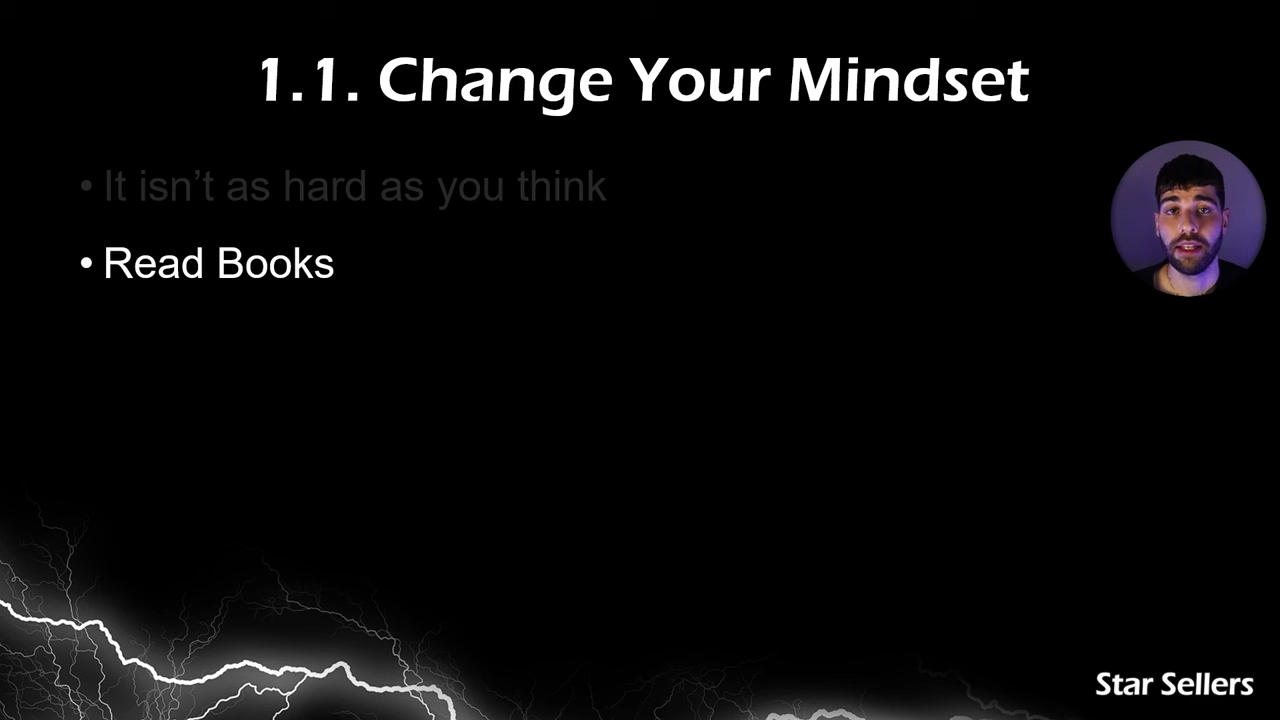 1.1. Change Your Mindset
• It isn’t as hard as you think
• Read Books
Star Sellers